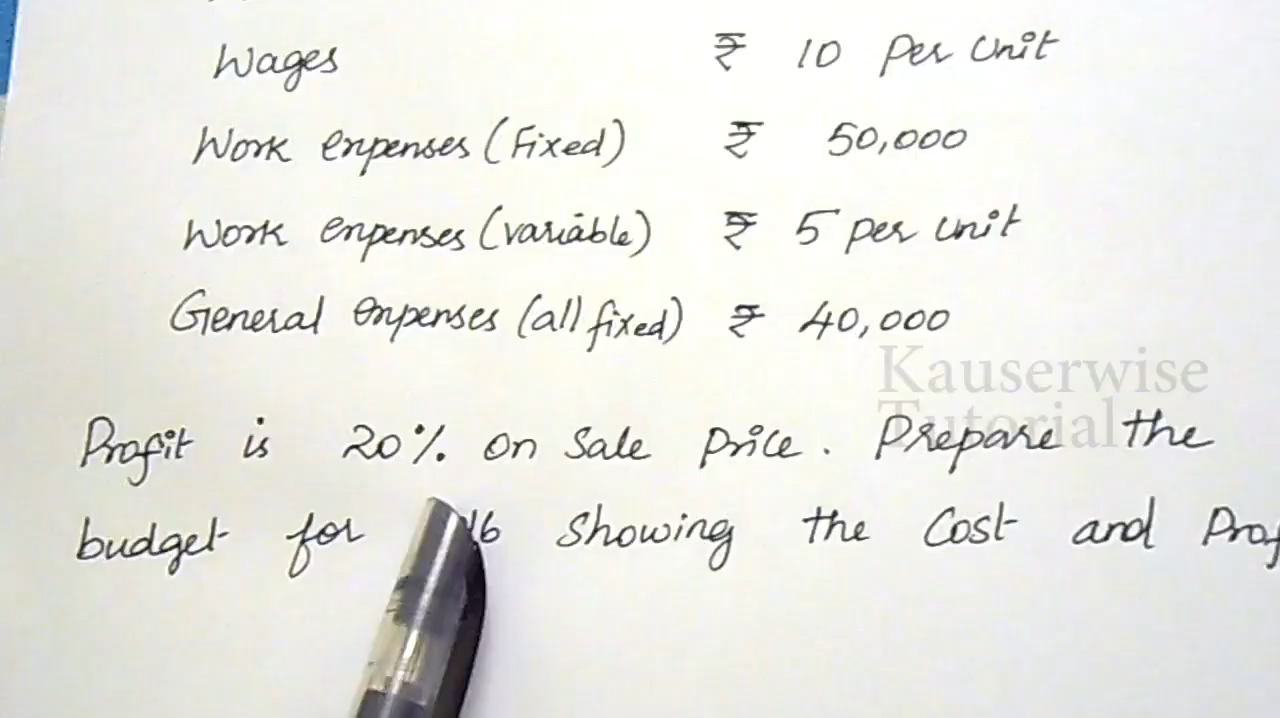 Wages ₹ 10 Per Unit
Work expenses (Fixed) ₹ 50,000
Work expenses (variable) ₹ 5 per unit
General expenses (all fixed) ₹ 40,000
Kauserwise
Tutorial
Profit is 20% on Sale price. Prepare the
budget for 16 Showing the Cost and